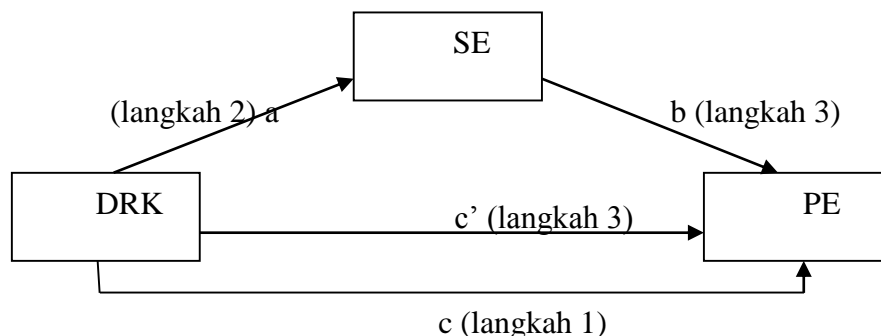 SE
(langkah 2) a
b (langkah 3)
DRK
PE
c’ (langkah 3)
c (langkah 1)